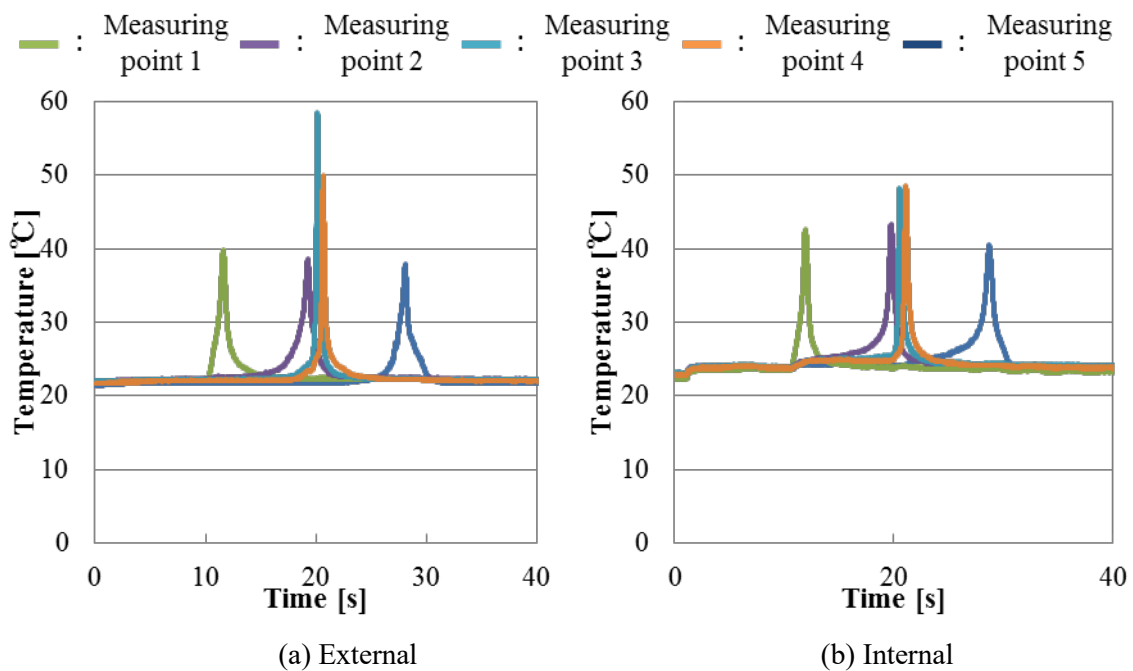 : Measuring point 1 : Measuring point 2 : Measuring point 3 : Measuring point 4 : Measuring point 5
60
50
40
30
20
10
0
Temperature [℃]
0 10 20 30 40
Time [s]
(a) External
60
50
40
30
20
10
0
Temperature [℃]
0 20 40
Time [s]
(b) Internal